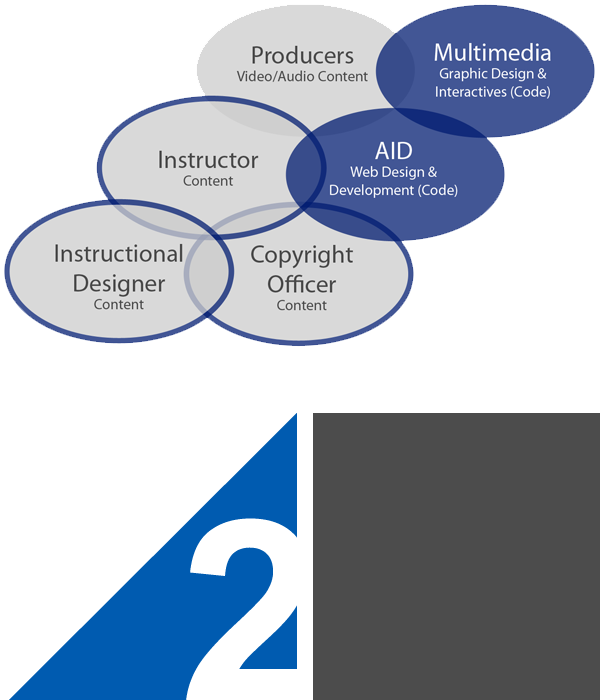 Producers
Video/Audio Content
Multimedia
Graphic Design &
Interactives (Code)
Instructor
Content
AID
Web Design &
Development (Code)
Instructional
Designer
Content
Copyright
Officer
Content
2